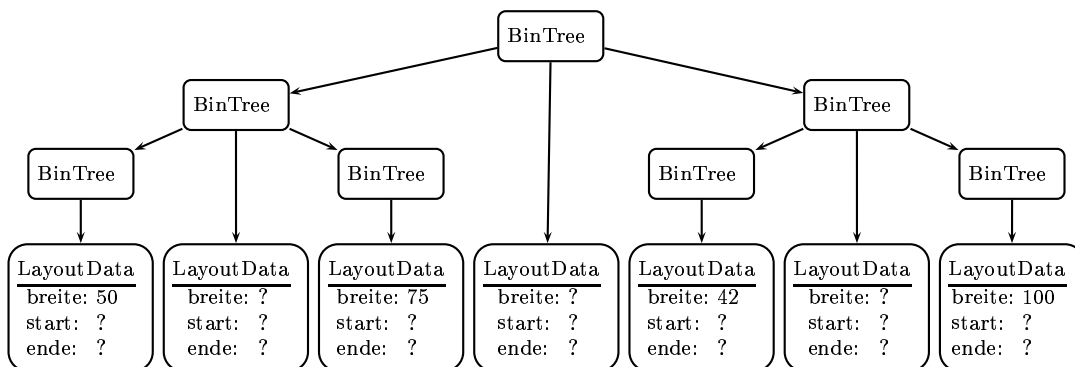 BinTree
BinTree
BinTree
BinTree
BinTree
BinTree
BinTree
LayoutData
breite: 50
start: ?
ende: ?
LayoutData
breite: ?
start: ?
ende: ?
LayoutData
breite: 75
start: ?
ende: ?
LayoutData
breite: ?
start: ?
ende: ?
LayoutData
breite: 42
start: ?
ende: ?
LayoutData
breite: ?
start: ?
ende: ?
LayoutData
breite: 100
start: ?
ende: ?